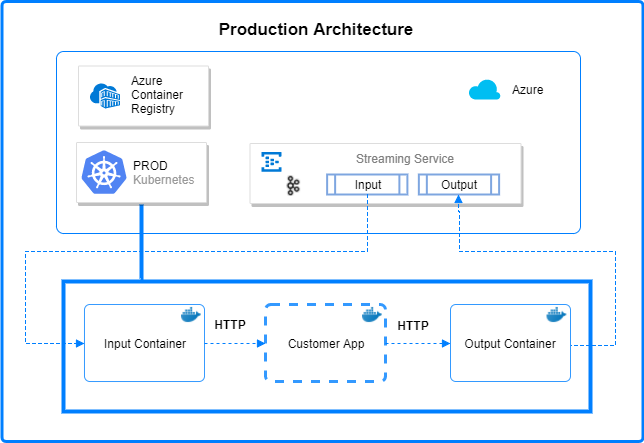 Production Architecture
Azure
Container
Registry
Azure
PROD
Kubernetes
Streaming Service
Input
Output
HTTP
HTTP
Input Container
Customer App
Output Container